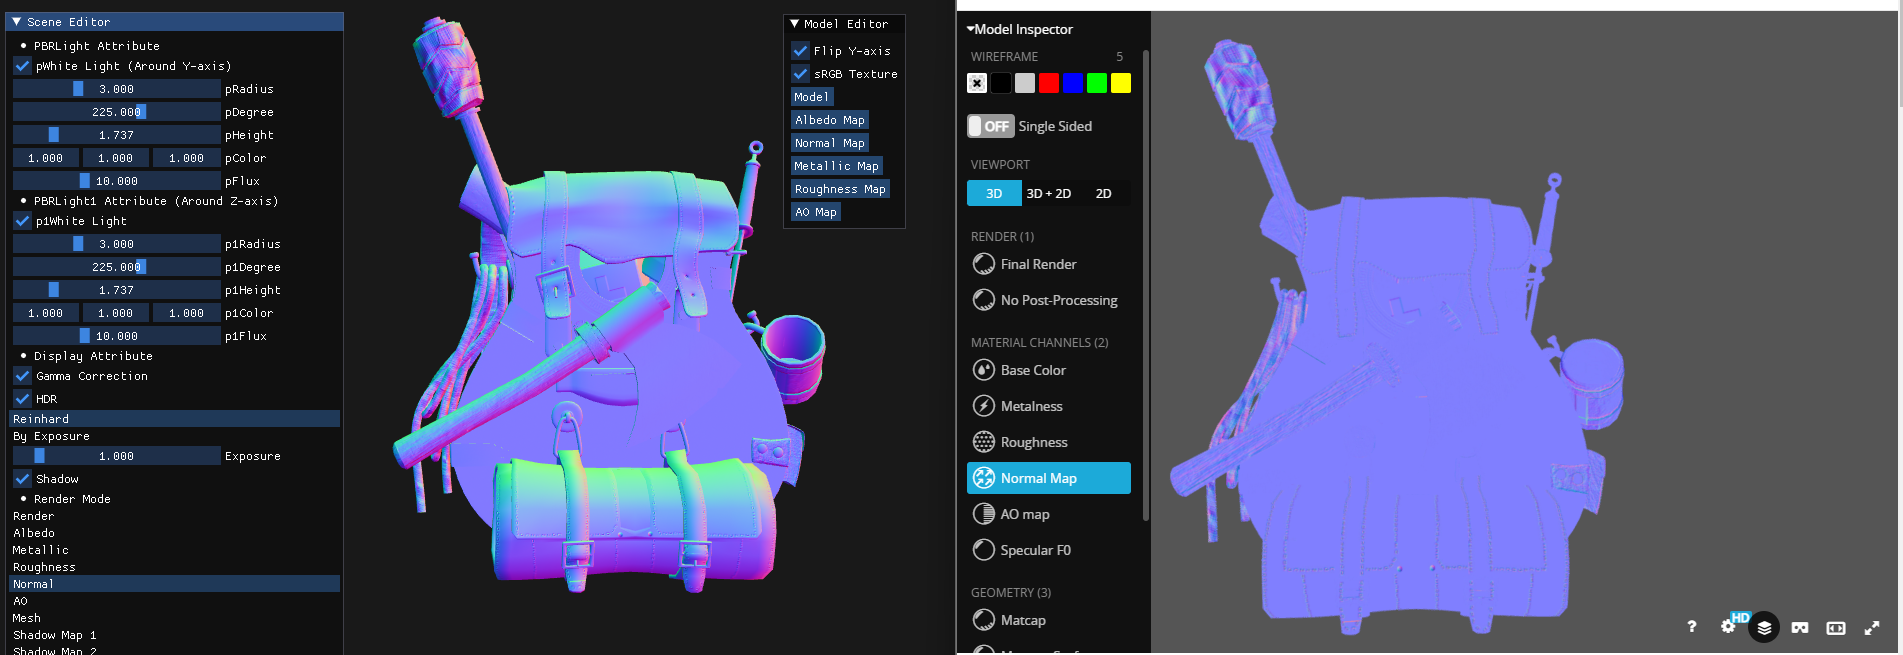 Scene Editor
PBRLight Attribute
pWhite Light (Around Y-axis)
3.000 pRadius
225.000 pDegree
1.737 pHeight
1.000 1.000 1.000 pColor
10.000 pFlux
PBRLight1 Attribute (Around Z-axis)
p1White Light
3.000 p1Radius
225.000 p1Degree
1.737 p1Height
1.000 1.000 1.000 p1Color
10.000 p1Flux
Display Attribute
Gamma Correction
HDR
Reinhard
By Exposure
1.000 Exposure
Shadow
Render Mode
Render
Albedo
Metallic
Roughness
Normal
AO
Mesh
Shadow Map 1
Shadow Map 2
Model Editor
Flip Y-axis
sRGB Texture
Model
Albedo Map
Normal Map
Metallic Map
Roughness Map
AO Map
Model Inspector
WIREFRAME 5
OFF Single Sided
VIEWPORT
3D 3D + 2D 2D
RENDER (1)
Final Render
No Post-Processing
MATERIAL CHANNELS (2)
Base Color
Metalness
Roughness
Normal Map
AO map
Specular F0
GEOMETRY (3)
Matcap
? HD